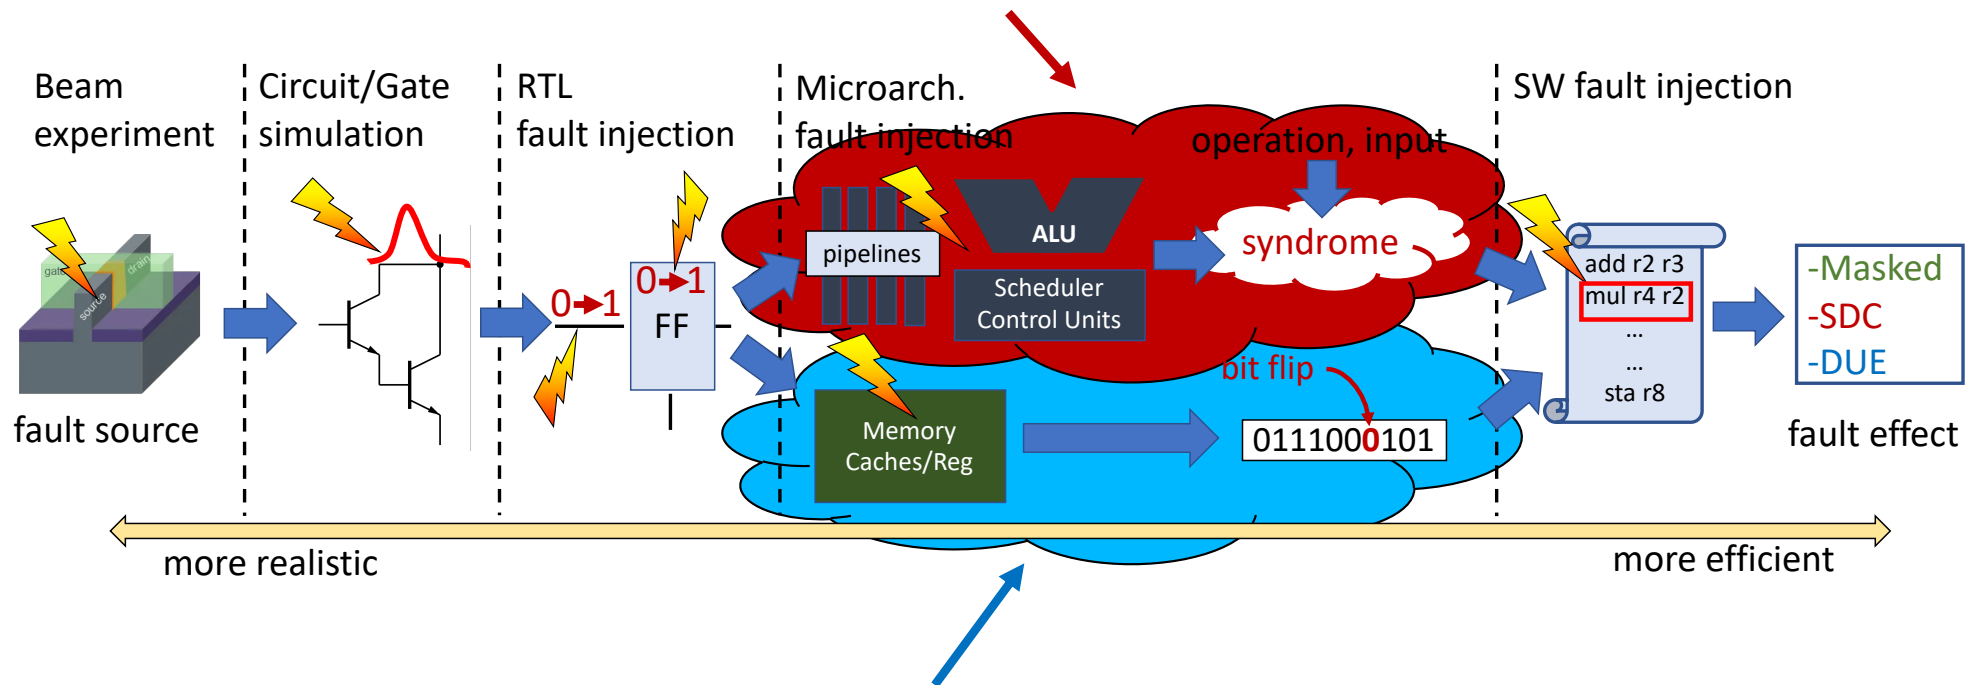 Beam
experiment
Circuit/Gate
simulation
RTL
fault injection
Microarch.
fault injection
SW fault injection
operation, input
gate
drain
source
0 1
0 1
FF
pipelines
ALU
Scheduler
Control Units
syndrome
add r2 r3
mul r4 r2
...
...
sta r8
-Masked
-SDC
-DUE
bit flip
Memory
Caches/Reg
0111000101
fault source
fault effect
more realistic
more efficient